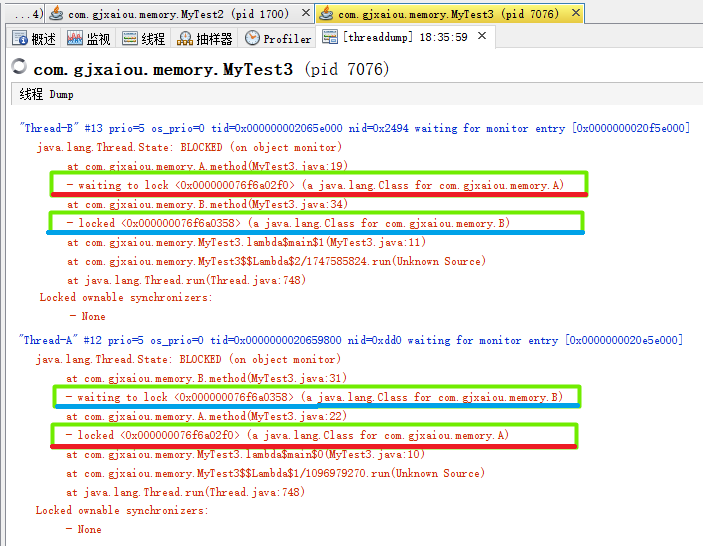 ...4) com.gjxaiou.memory.MyTest2 (pid 1700) × com.gjxaiou.memory.MyTest3 (pid 7076) ×
概述 监视 线程 抽样器 Profiler [threaddump] 18:35:59 ×
com.gjxaiou.memory.MyTest3 (pid 7076)
线程 Dump
"Thread-B" #13 prio=5 os_prio=0 tid=0x000000002065e000 nid=0x2494 waiting for monitor entry [0x0000000020f5e000]
java.lang.Thread.State: BLOCKED (on object monitor)
at com.gjxaiou.memory.A.method(MyTest3.java:19)
- waiting to lock <0x000000076f6a02f0> (a java.lang.Class for com.gjxaiou.memory.A)
at com.gjxaiou.memory.B.method(MyTest3.java:34)
- locked <0x000000076f6a0358> (a java.lang.Class for com.gjxaiou.memory.B)
at com.gjxaiou.memory.MyTest3.lambda$main$1(MyTest3.java:11)
at com.gjxaiou.memory.MyTest3$$Lambda$2/1747585824.run(Unknown Source)
at java.lang.Thread.run(Thread.java:748)
Locked ownable synchronizers:
- None
"Thread-A" #12 prio=5 os_prio=0 tid=0x0000000020659800 nid=0xdd0 waiting for monitor entry [0x0000000020e5e000]
java.lang.Thread.State: BLOCKED (on object monitor)
at com.gjxaiou.memory.B.method(MyTest3.java:31)
- waiting to lock <0x000000076f6a0358> (a java.lang.Class for com.gjxaiou.memory.B)
at com.gjxaiou.memory.A.method(MyTest3.java:22)
- locked <0x000000076f6a02f0> (a java.lang.Class for com.gjxaiou.memory.A)
at com.gjxaiou.memory.MyTest3.lambda$main$0(MyTest3.java:10)
at com.gjxaiou.memory.MyTest3$$Lambda$1/1096979270.run(Unknown Source)
at java.lang.Thread.run(Thread.java:748)
Locked ownable synchronizers:
- None